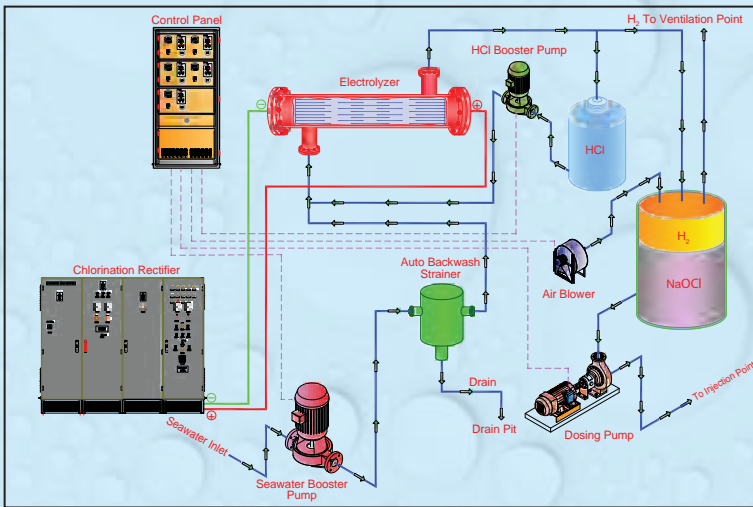 Control Panel
H₂ To Ventilation Point
HCl Booster Pump
Electrolyzer
⊖
⊕
HCl
H₂
Auto Backwash
Strainer
Chlorination Rectifier
Air Blower
NaOCl
⊖
⊕
Drain
Drain Pit
To Injection Point
Seawater Inlet
Dosing Pump
Seawater Booster
Pump